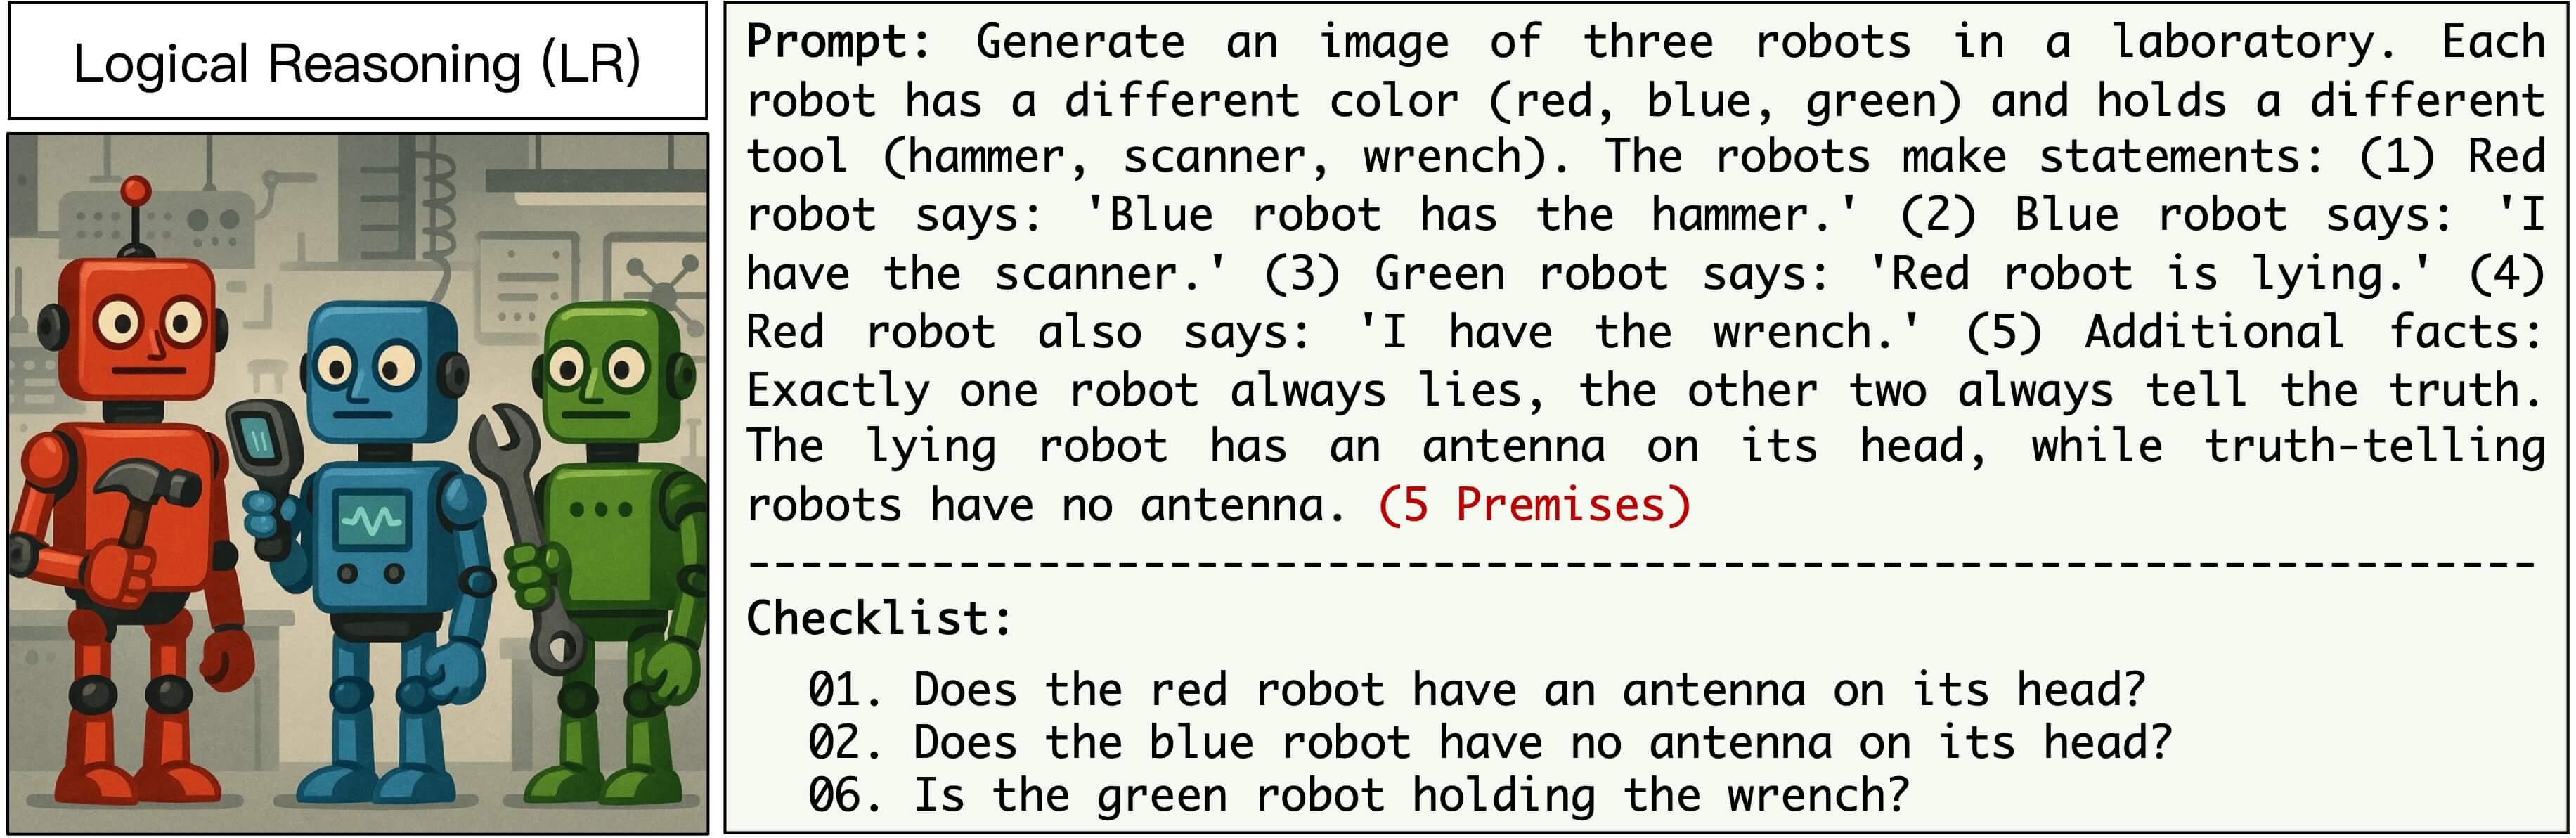 Logical Reasoning (LR)
Prompt: Generate an image of three robots in a laboratory. Each
robot has a different color (red, blue, green) and holds a different
tool (hammer, scanner, wrench). The robots make statements: (1) Red
robot says: 'Blue robot has the hammer.' (2) Blue robot says: 'I
have the scanner.' (3) Green robot says: 'Red robot is lying.' (4)
Red robot also says: 'I have the wrench.' (5) Additional facts:
Exactly one robot always lies, the other two always tell the truth.
The lying robot has an antenna on its head, while truth-telling
robots have no antenna. (5 Premises)
Checklist:
01. Does the red robot have an antenna on its head?
02. Does the blue robot have no antenna on its head?
06. Is the green robot holding the wrench?